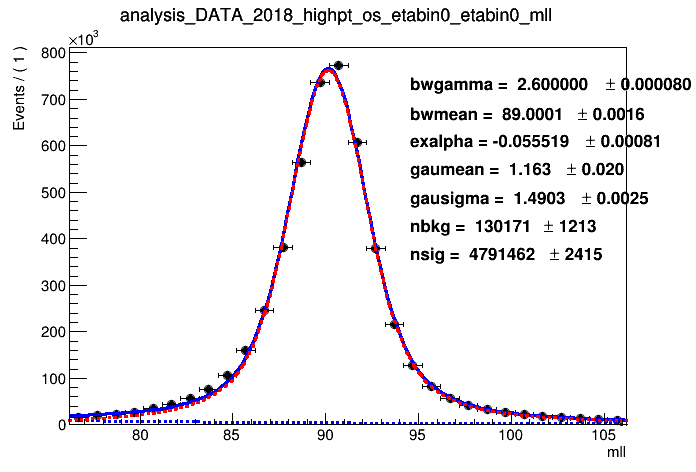 analysis_DATA_2018_highpt_os_etabin0_etabin0_mll
×10³
Events / ( 1 )
800
700
600
500
400
300
200
100
0
bwgamma = 2.600000 ± 0.000080
bwmean = 89.0001 ± 0.0016
exalpha = -0.055519 ± 0.00081
gaumean = 1.163 ± 0.020
gausigma = 1.4903 ± 0.0025
nbkg = 130171 ± 1213
nsig = 4791462 ± 2415
80 85 90 95 100 105
mll